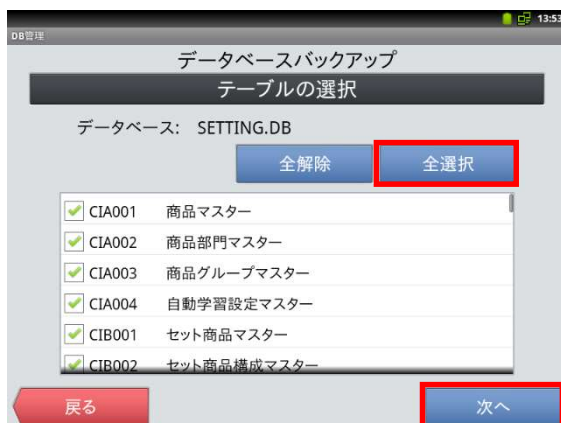 13:53
DB管理
データベースバックアップ
テーブルの選択
データベース: SETTING.DB
全解除 全選択
CIA001 商品マスター
CIA002 商品部門マスター
CIA003 商品グループマスター
CIA004 自動学習設定マスター
CIB001 セット商品マスター
CIB002 セット商品構成マスター
戻る 次へ